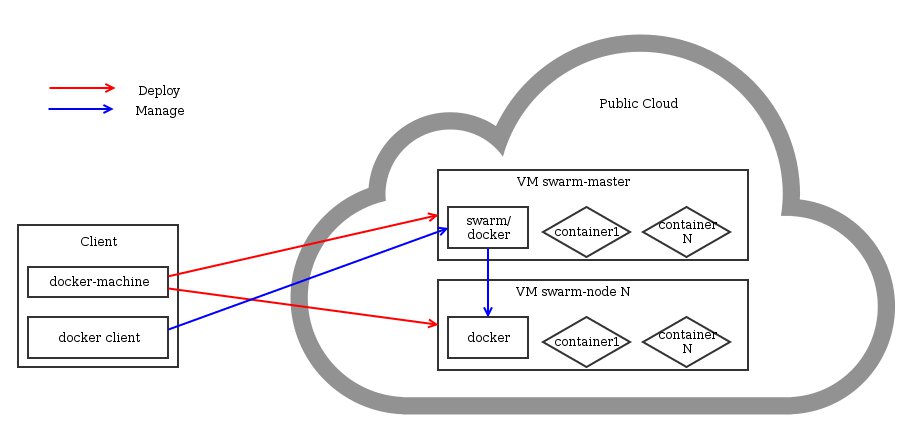 Deploy
Manage
Public Cloud
VM swarm-master
swarm/
docker
container1
container
N
Client
docker-machine
docker client
VM swarm-node N
docker
container1
container
N